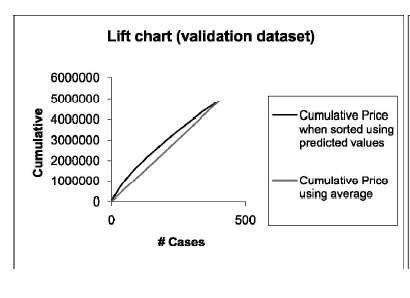 Lift chart (validation dataset)
6000000
5000000
4000000
3000000
2000000
1000000
0
Cumulative
0
500
# Cases
Cumulative Price
when sorted using
predicted values
Cumulative Price
using average